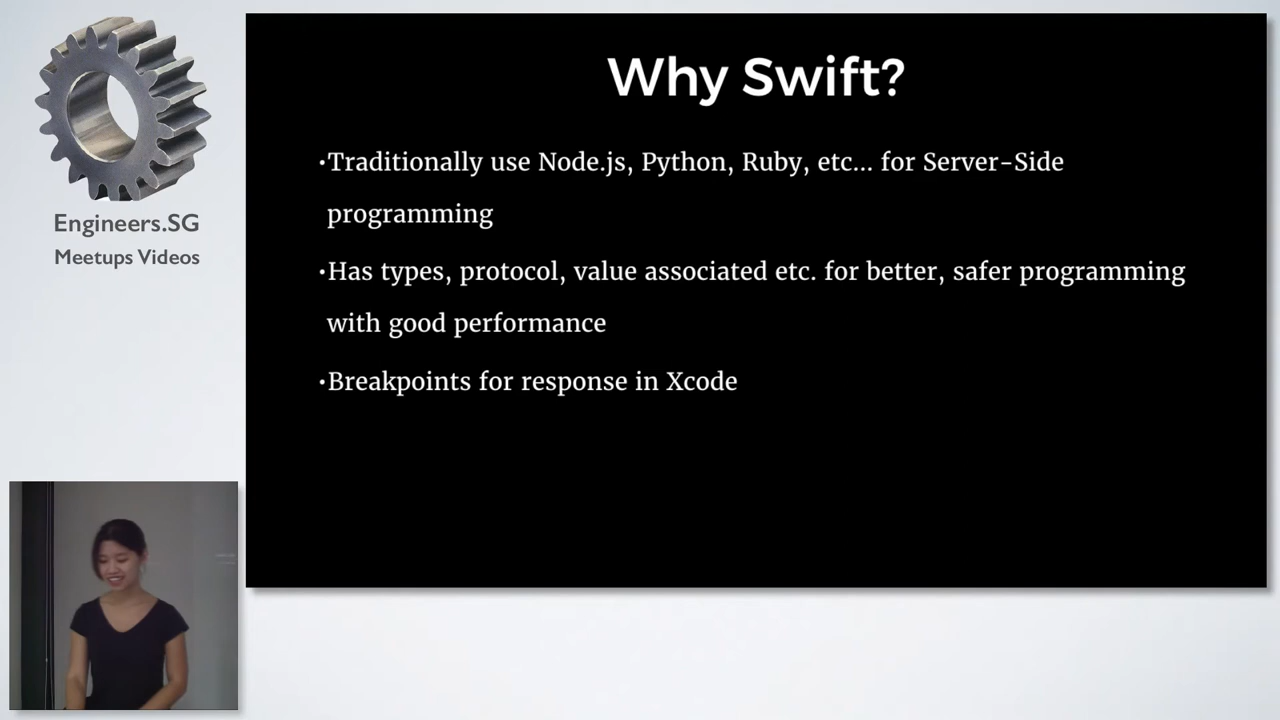 Why Swift?
•Traditionally use Node.js, Python, Ruby, etc... for Server-Side
programming
•Has types, protocol, value associated etc. for better, safer programming
with good performance
•Breakpoints for response in Xcode
Engineers.SG
Meetups Videos